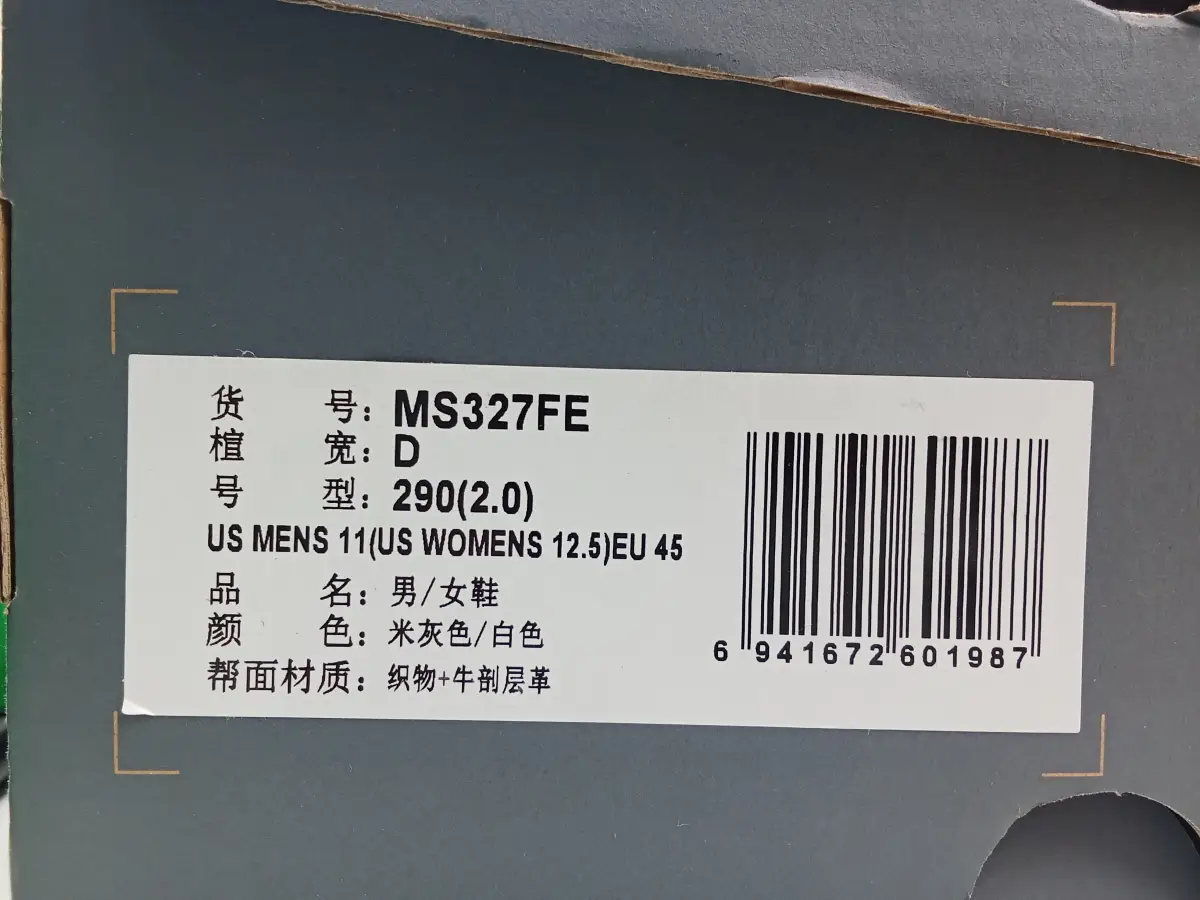 货 号：MS327FE
楦 宽：D
号 型：290(2.0)
US MENS 11(US WOMENS 12.5)EU 45
品 名：男/女鞋
颜 色：米灰色/白色
帮面材质：织物+牛剖层革
6 941672 601987